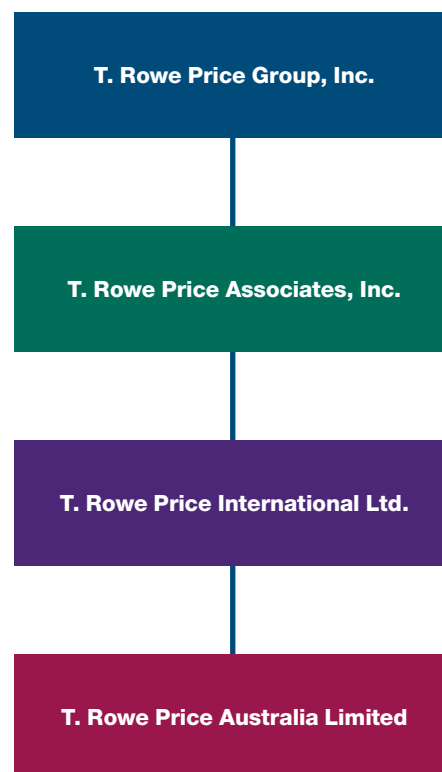 T. Rowe Price Group, Inc.
T. Rowe Price Associates, Inc.
T. Rowe Price International Ltd.
T. Rowe Price Australia Limited